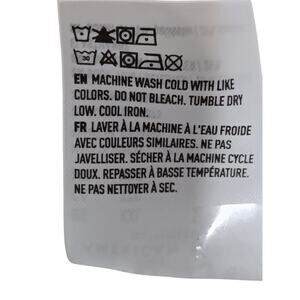 EN MACHINE WASH COLD WITH LIKE
COLORS. DO NOT BLEACH. TUMBLE DRY
LOW. COOL IRON.
FR LAVER À LA MACHINE À L'EAU FROIDE
AVEC COULEURS SIMILAIRES. NE PAS
JAVELLISER. SÉCHER À LA MACHINE CYCLE
DOUX. REPASSER À BASSE TEMPÉRATURE.
NE PAS NETTOYER À SEC.